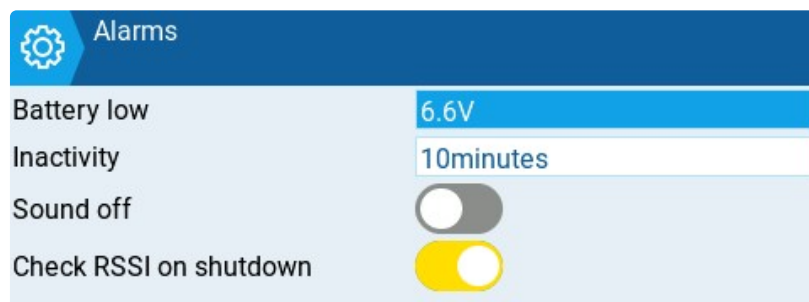 Alarms
Battery low 6.6V
Inactivity 10minutes
Sound off
Check RSSI on shutdown